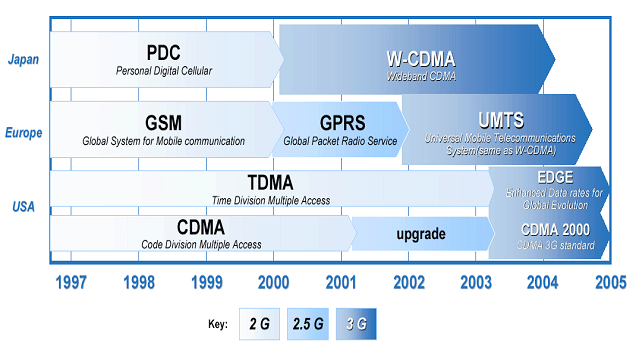 Japan
PDC
Personal Digital Cellular
W-CDMA
Wideband CDMA
Europe
GSM
Global System for Mobile communication
GPRS
Global Packet Radio Service
UMTS
Universal Mobile Telecommunications
System(same as W-CDMA)
USA
TDMA
Time Division Multiple Access
EDGE
Enhanced Data rates for
Global Evolution
CDMA
Code Division Multiple Access
upgrade
CDMA 2000
CDMA 3G standard
1997 1998 1999 2000 2001 2002 2003 2004 2005
Key: 2 G 2.5 G 3 G